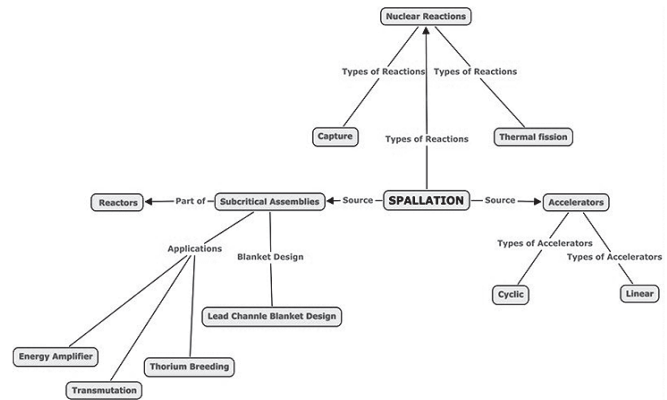 Nuclear Reactions
Types of Reactions
Types of Reactions
Capture
Types of Reactions
Thermal fission
Reactors
Part of
Subcritical Assemblies
Source
SPALLATION
Source
Accelerators
Applications
Blanket Design
Types of Accelerators
Types of Accelerators
Cyclic
Linear
Lead Channle Blanket Design
Energy Amplifier
Thorium Breeding
Transmutation